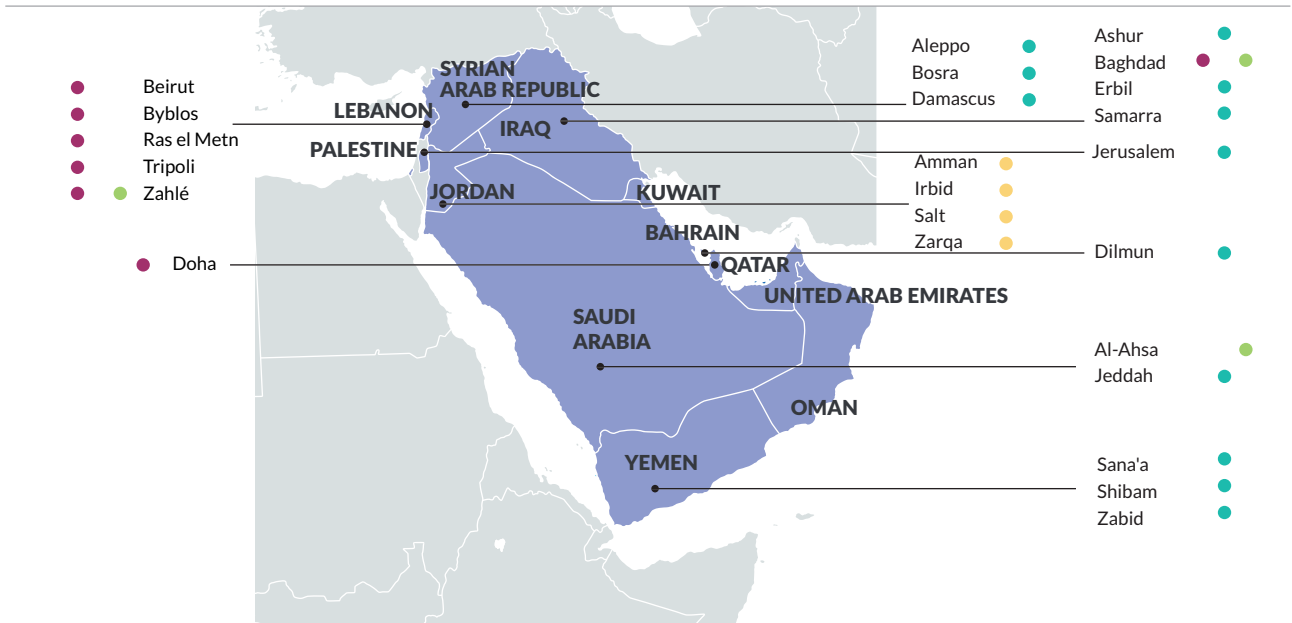 Beirut
Byblos
Ras el Metn
Tripoli
Zahlé
Doha
SYRIAN
ARAB REPUBLIC
LEBANON
IRAQ
PALESTINE
JORDAN
KUWAIT
BAHRAIN
QATAR
UNITED ARAB EMIRATES
SAUDI
ARABIA
OMAN
YEMEN
Aleppo
Bosra
Damascus
Amman
Irbid
Salt
Zarqa
Ashur
Baghdad
Erbil
Samarra
Jerusalem
Dilmun
Al-Ahsa
Jeddah
Sana'a
Shibam
Zabid